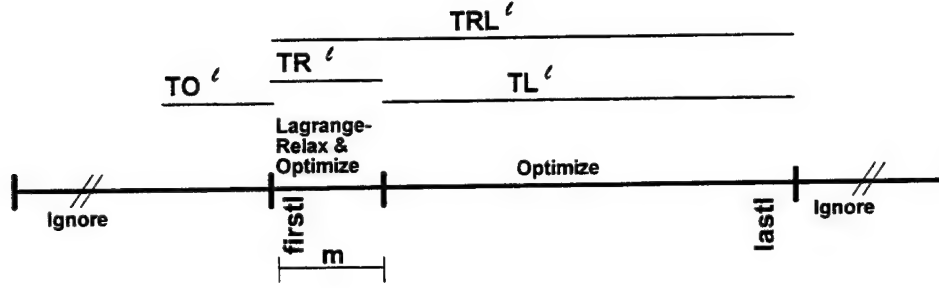 TRL ℓ
TR ℓ
TO ℓ
TL ℓ
Lagrange-
Relax &
Optimize
Optimize
Ignore
firstl
lastl
Ignore
m